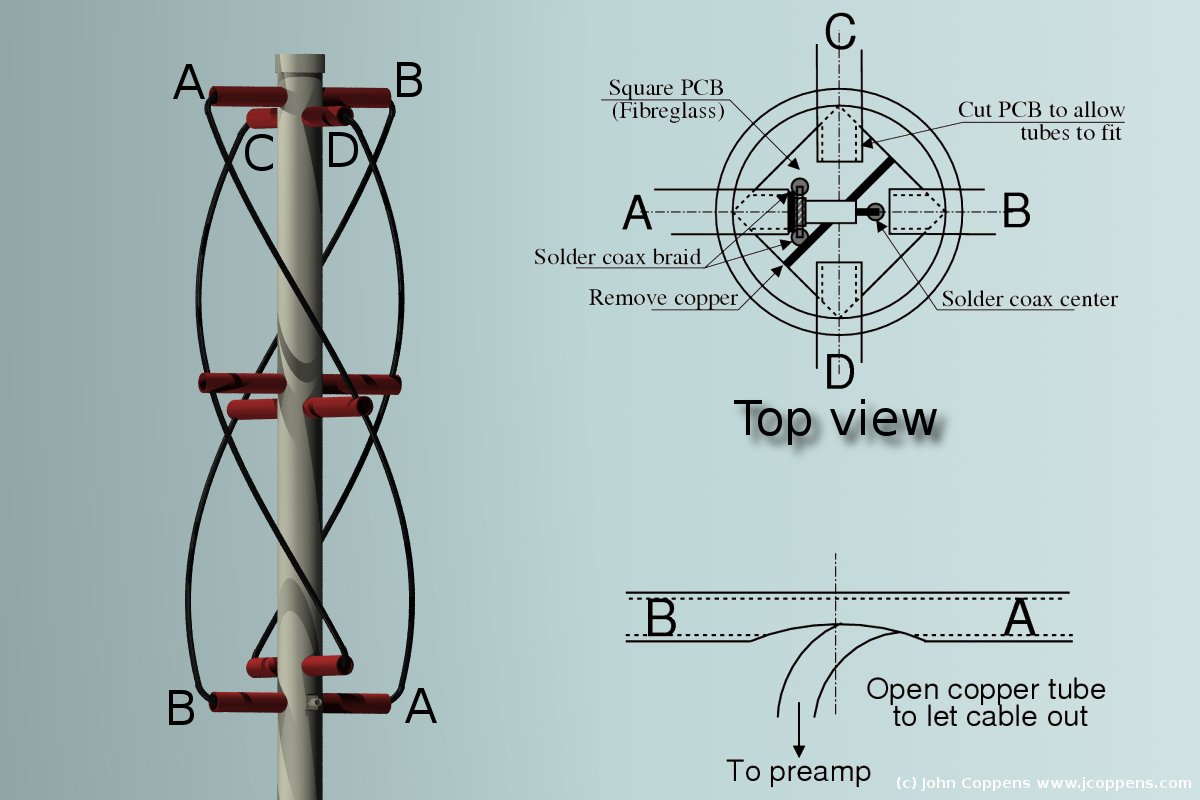 A
B
C
D
B
A
C
Square PCB
(Fibreglass)
Cut PCB to allow
tubes to fit
A
B
Solder coax braid
Remove copper
Solder coax center
D
Top view
B
A
Open copper tube
to let cable out
To preamp
(c) John Coppens www.jcoppens.com